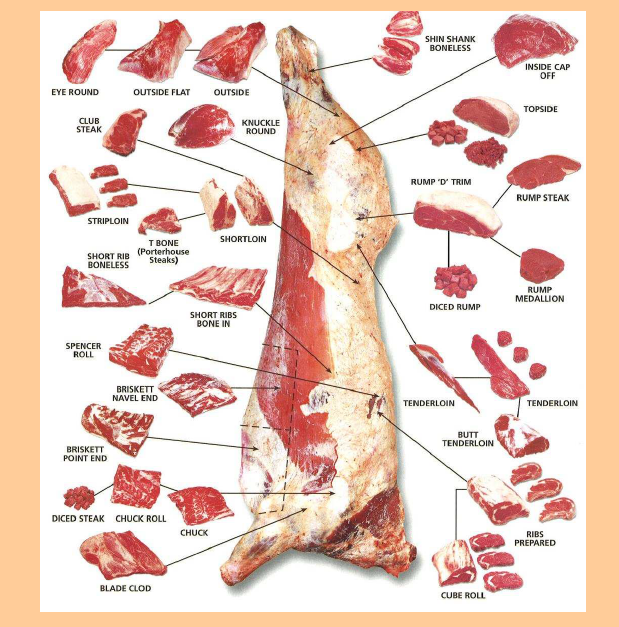 SHIN SHANK
BONELESS
INSIDE CAP
OFF
EYE ROUND
OUTSIDE FLAT
OUTSIDE
TOPSIDE
CLUB
STEAK
KNUCKLE
ROUND
RUMP 'D' TRIM
RUMP STEAK
STRIPLOIN
T BONE
(Porterhouse
Steaks)
SHORTLOIN
SHORT RIB
BONELESS
RUMP
MEDALLION
DICED RUMP
SHORT RIBS
BONE IN
SPENCER
ROLL
BRISKETT
NAVEL END
TENDERLOIN
TENDERLOIN
BUTT
TENDERLOIN
BRISKETT
POINT END
DICED STEAK
CHUCK ROLL
CHUCK
RIBS
PREPARED
BLADE CLOD
CUBE ROLL